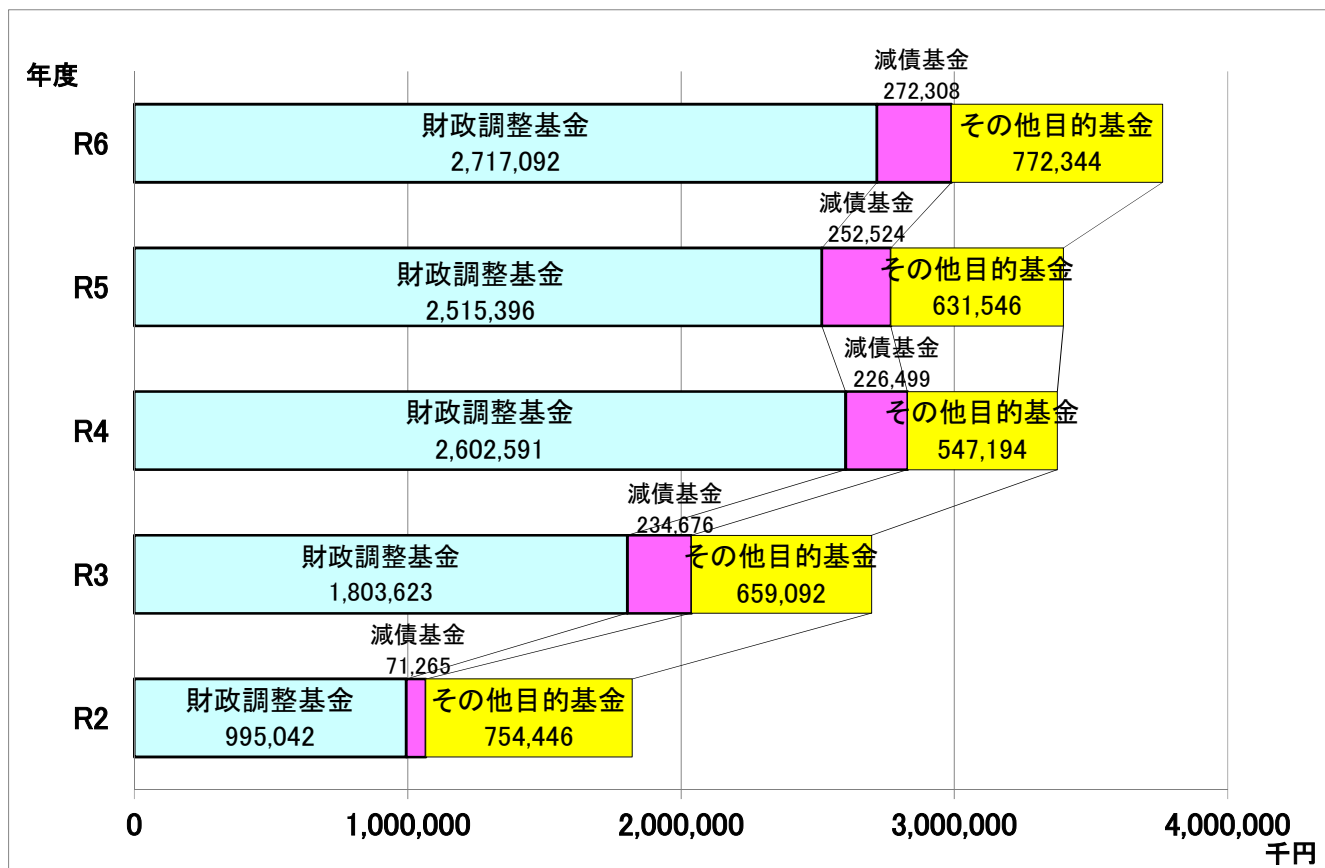 年度
減債基金
272,308
R6
財政調整基金
2,717,092
その他目的基金
772,344
減債基金
252,524
R5
財政調整基金
2,515,396
その他目的基金
631,546
減債基金
226,499
R4
財政調整基金
2,602,591
その他目的基金
547,194
減債基金
234,676
R3
財政調整基金
1,803,623
その他目的基金
659,092
減債基金
71,265
R2
財政調整基金
995,042
その他目的基金
754,446
0 1,000,000 2,000,000 3,000,000 4,000,000
千円